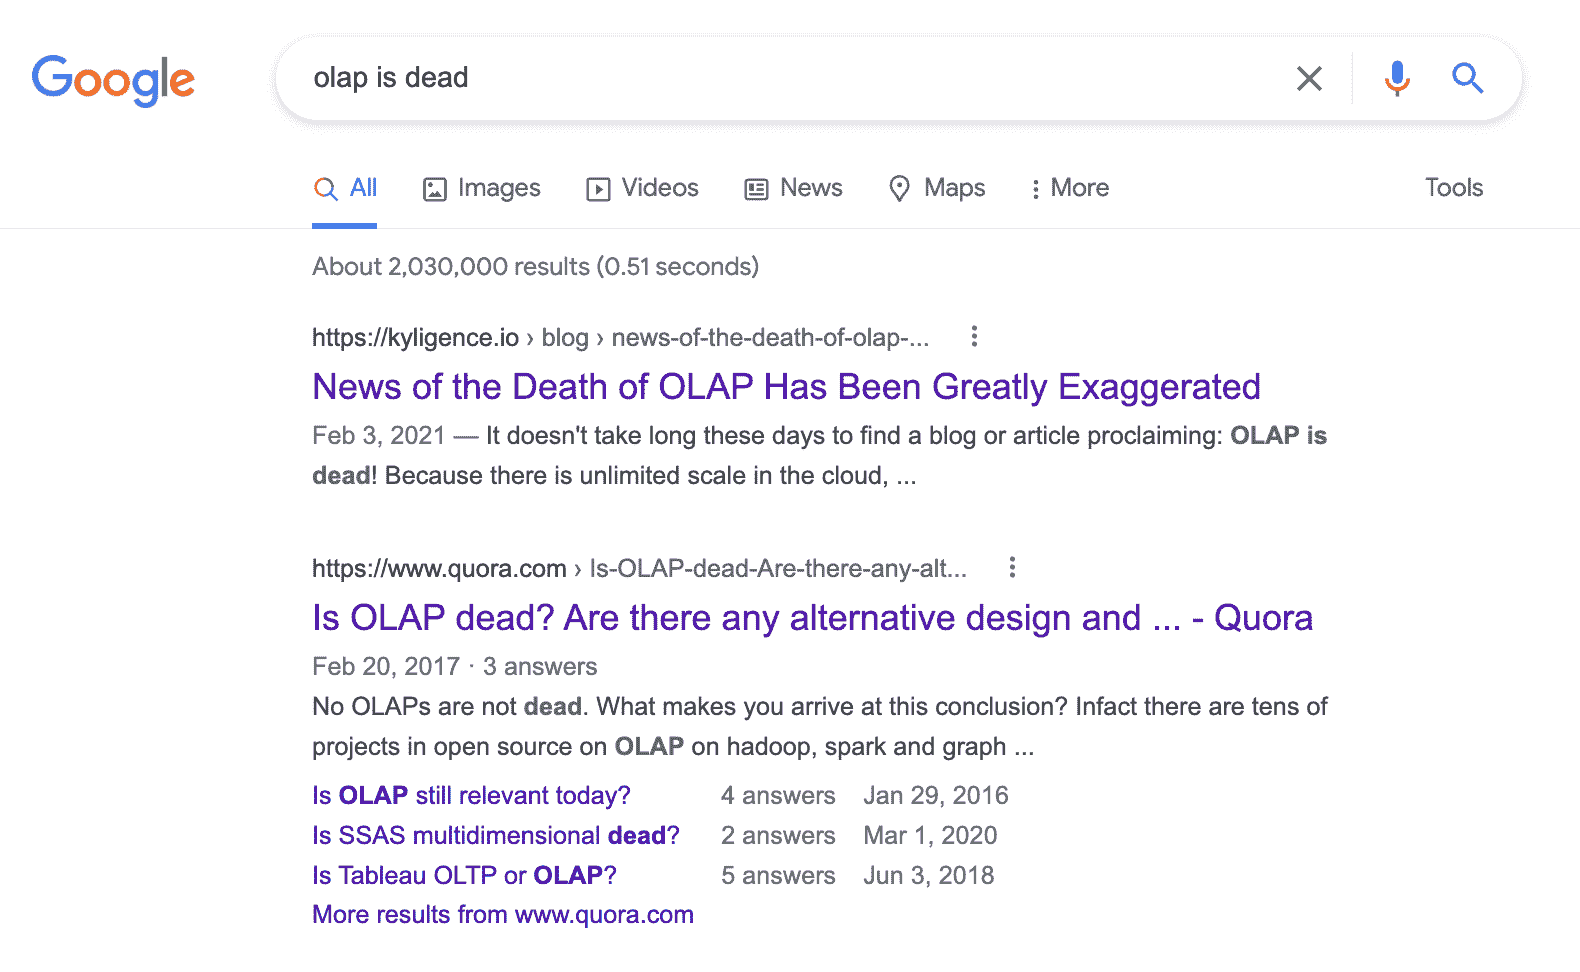 Google
olap is dead
All Images Videos News Maps More Tools
About 2,030,000 results (0.51 seconds)
https://kyligence.io › blog › news-of-the-death-of-olap-...
News of the Death of OLAP Has Been Greatly Exaggerated
Feb 3, 2021 — It doesn't take long these days to find a blog or article proclaiming: OLAP is
dead! Because there is unlimited scale in the cloud, ...
https://www.quora.com › Is-OLAP-dead-Are-there-any-alt...
Is OLAP dead? Are there any alternative design and ... - Quora
Feb 20, 2017 · 3 answers
No OLAPs are not dead. What makes you arrive at this conclusion? Infact there are tens of
projects in open source on OLAP on hadoop, spark and graph ...
Is OLAP still relevant today? 4 answers Jan 29, 2016
Is SSAS multidimensional dead? 2 answers Mar 1, 2020
Is Tableau OLTP or OLAP? 5 answers Jun 3, 2018
More results from www.quora.com